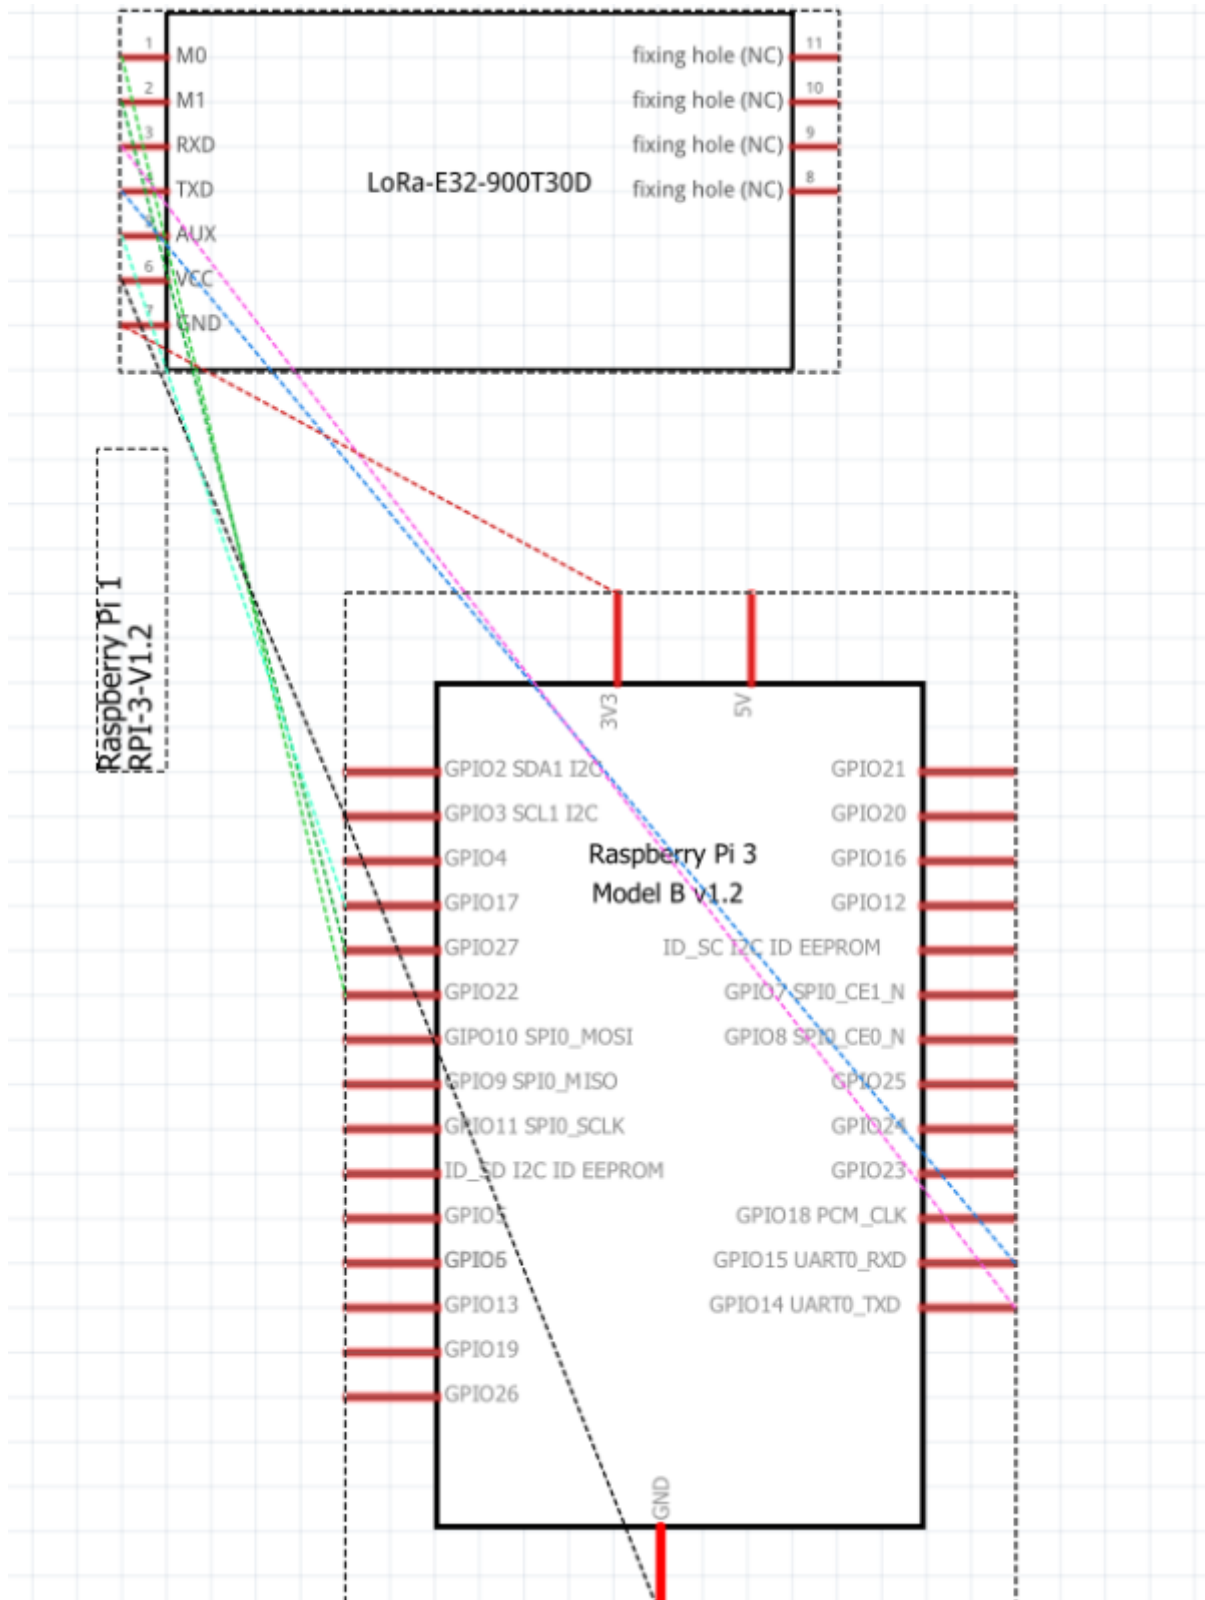 1 M0 fixing hole (NC) 11
2 M1 fixing hole (NC) 10
3 RXD fixing hole (NC) 9
TXD LoRa-E32-900T30D fixing hole (NC) 8
AUX
6 VCC
7 GND
Raspberry Pi 1
RPI-3-V1.2
3V3 5V
GPIO2 SDA1 I2C GPIO21
GPIO3 SCL1 I2C GPIO20
GPIO4 Raspberry Pi 3 GPIO16
Model B v1.2
GPIO17 GPIO12
GPIO27 ID_SC I2C ID EEPROM
GPIO22 GPIO7 SPI0_CE1_N
GIPO10 SPI0_MOSI GPIO8 SPI0_CE0_N
GPIO9 SPI0_MISO GPIO25
GPIO11 SPI0_SCLK GPIO24
ID_SD I2C ID EEPROM GPIO23
GPIO5 GPIO18 PCM_CLK
GPIO6 GPIO15 UART0_RXD
GPIO13 GPIO14 UART0_TXD
GPIO19
GPIO26
GND